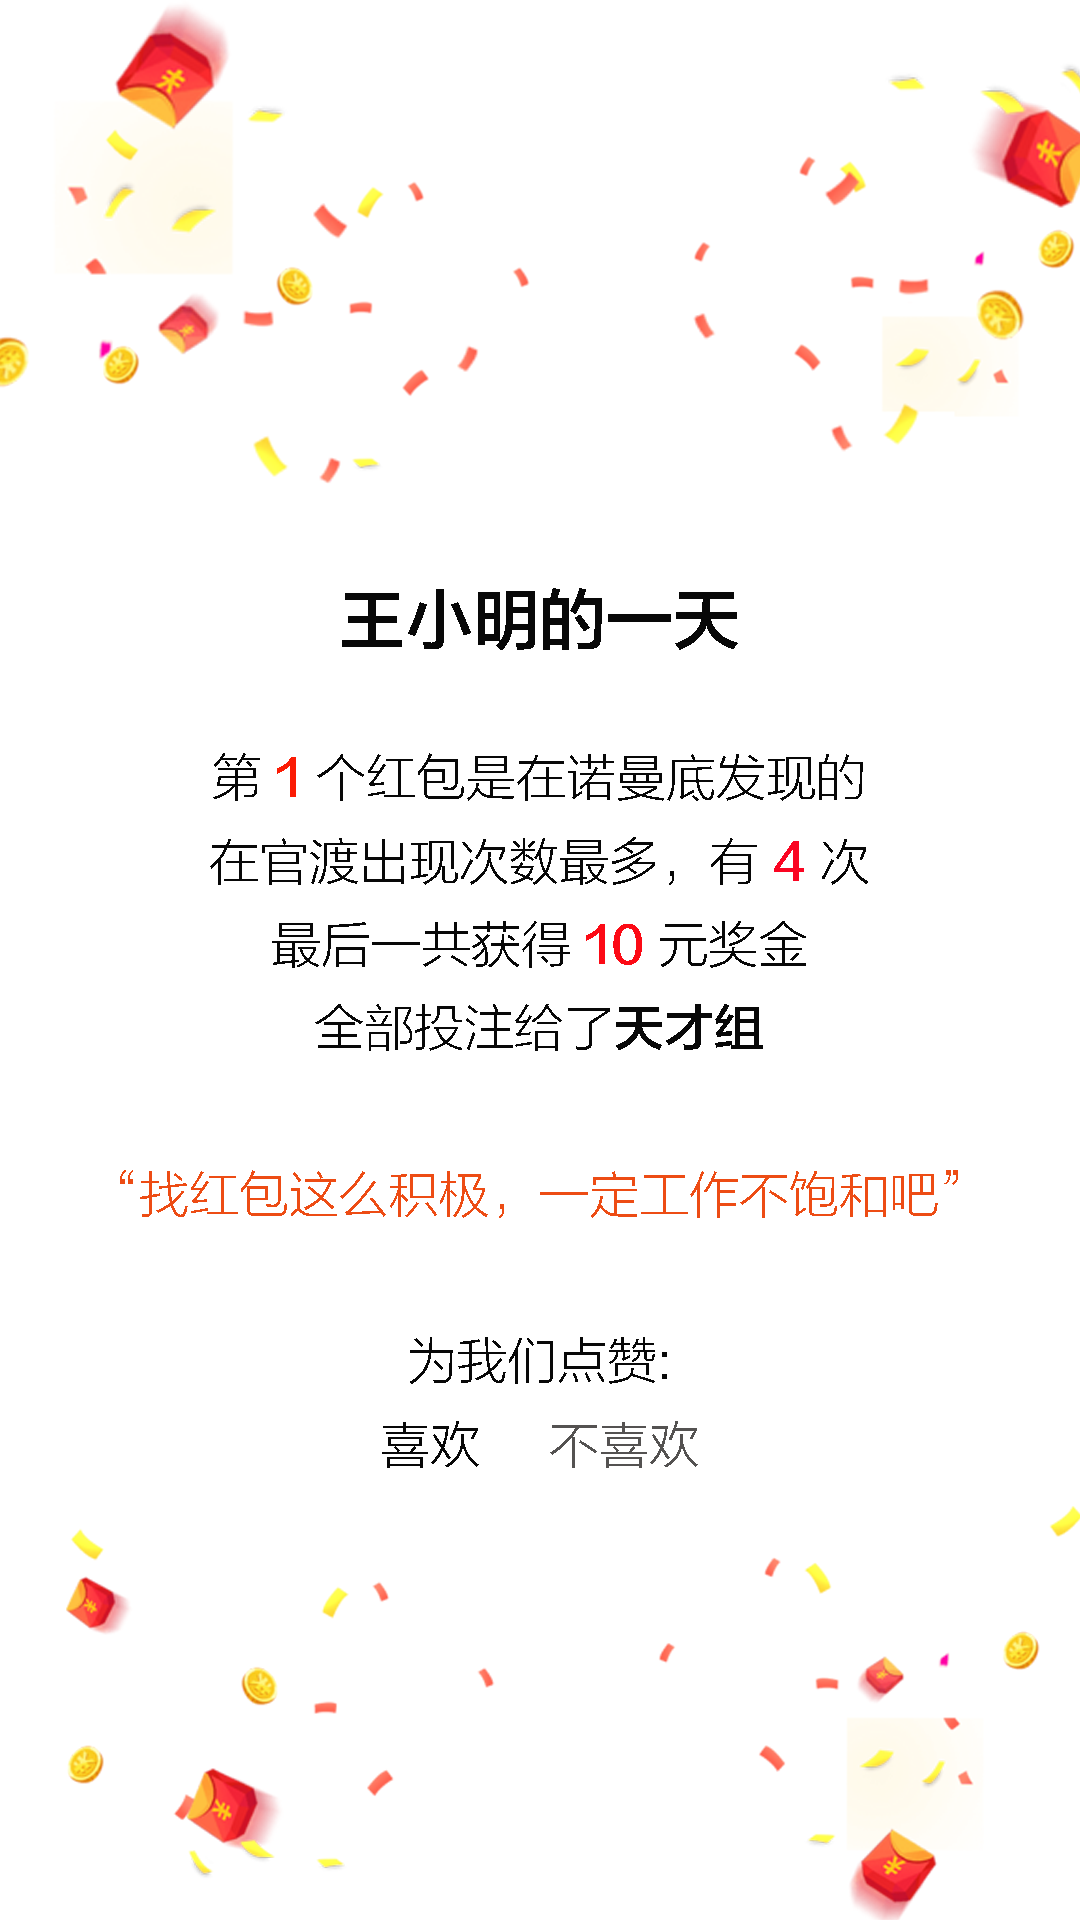 王小明的一天
第 1 个红包是在诺曼底发现的
在官渡出现次数最多，有 4 次
最后一共获得 10 元奖金
全部投注给了天才组
“找红包这么积极，一定工作不饱和吧”
为我们点赞:
喜欢 不喜欢